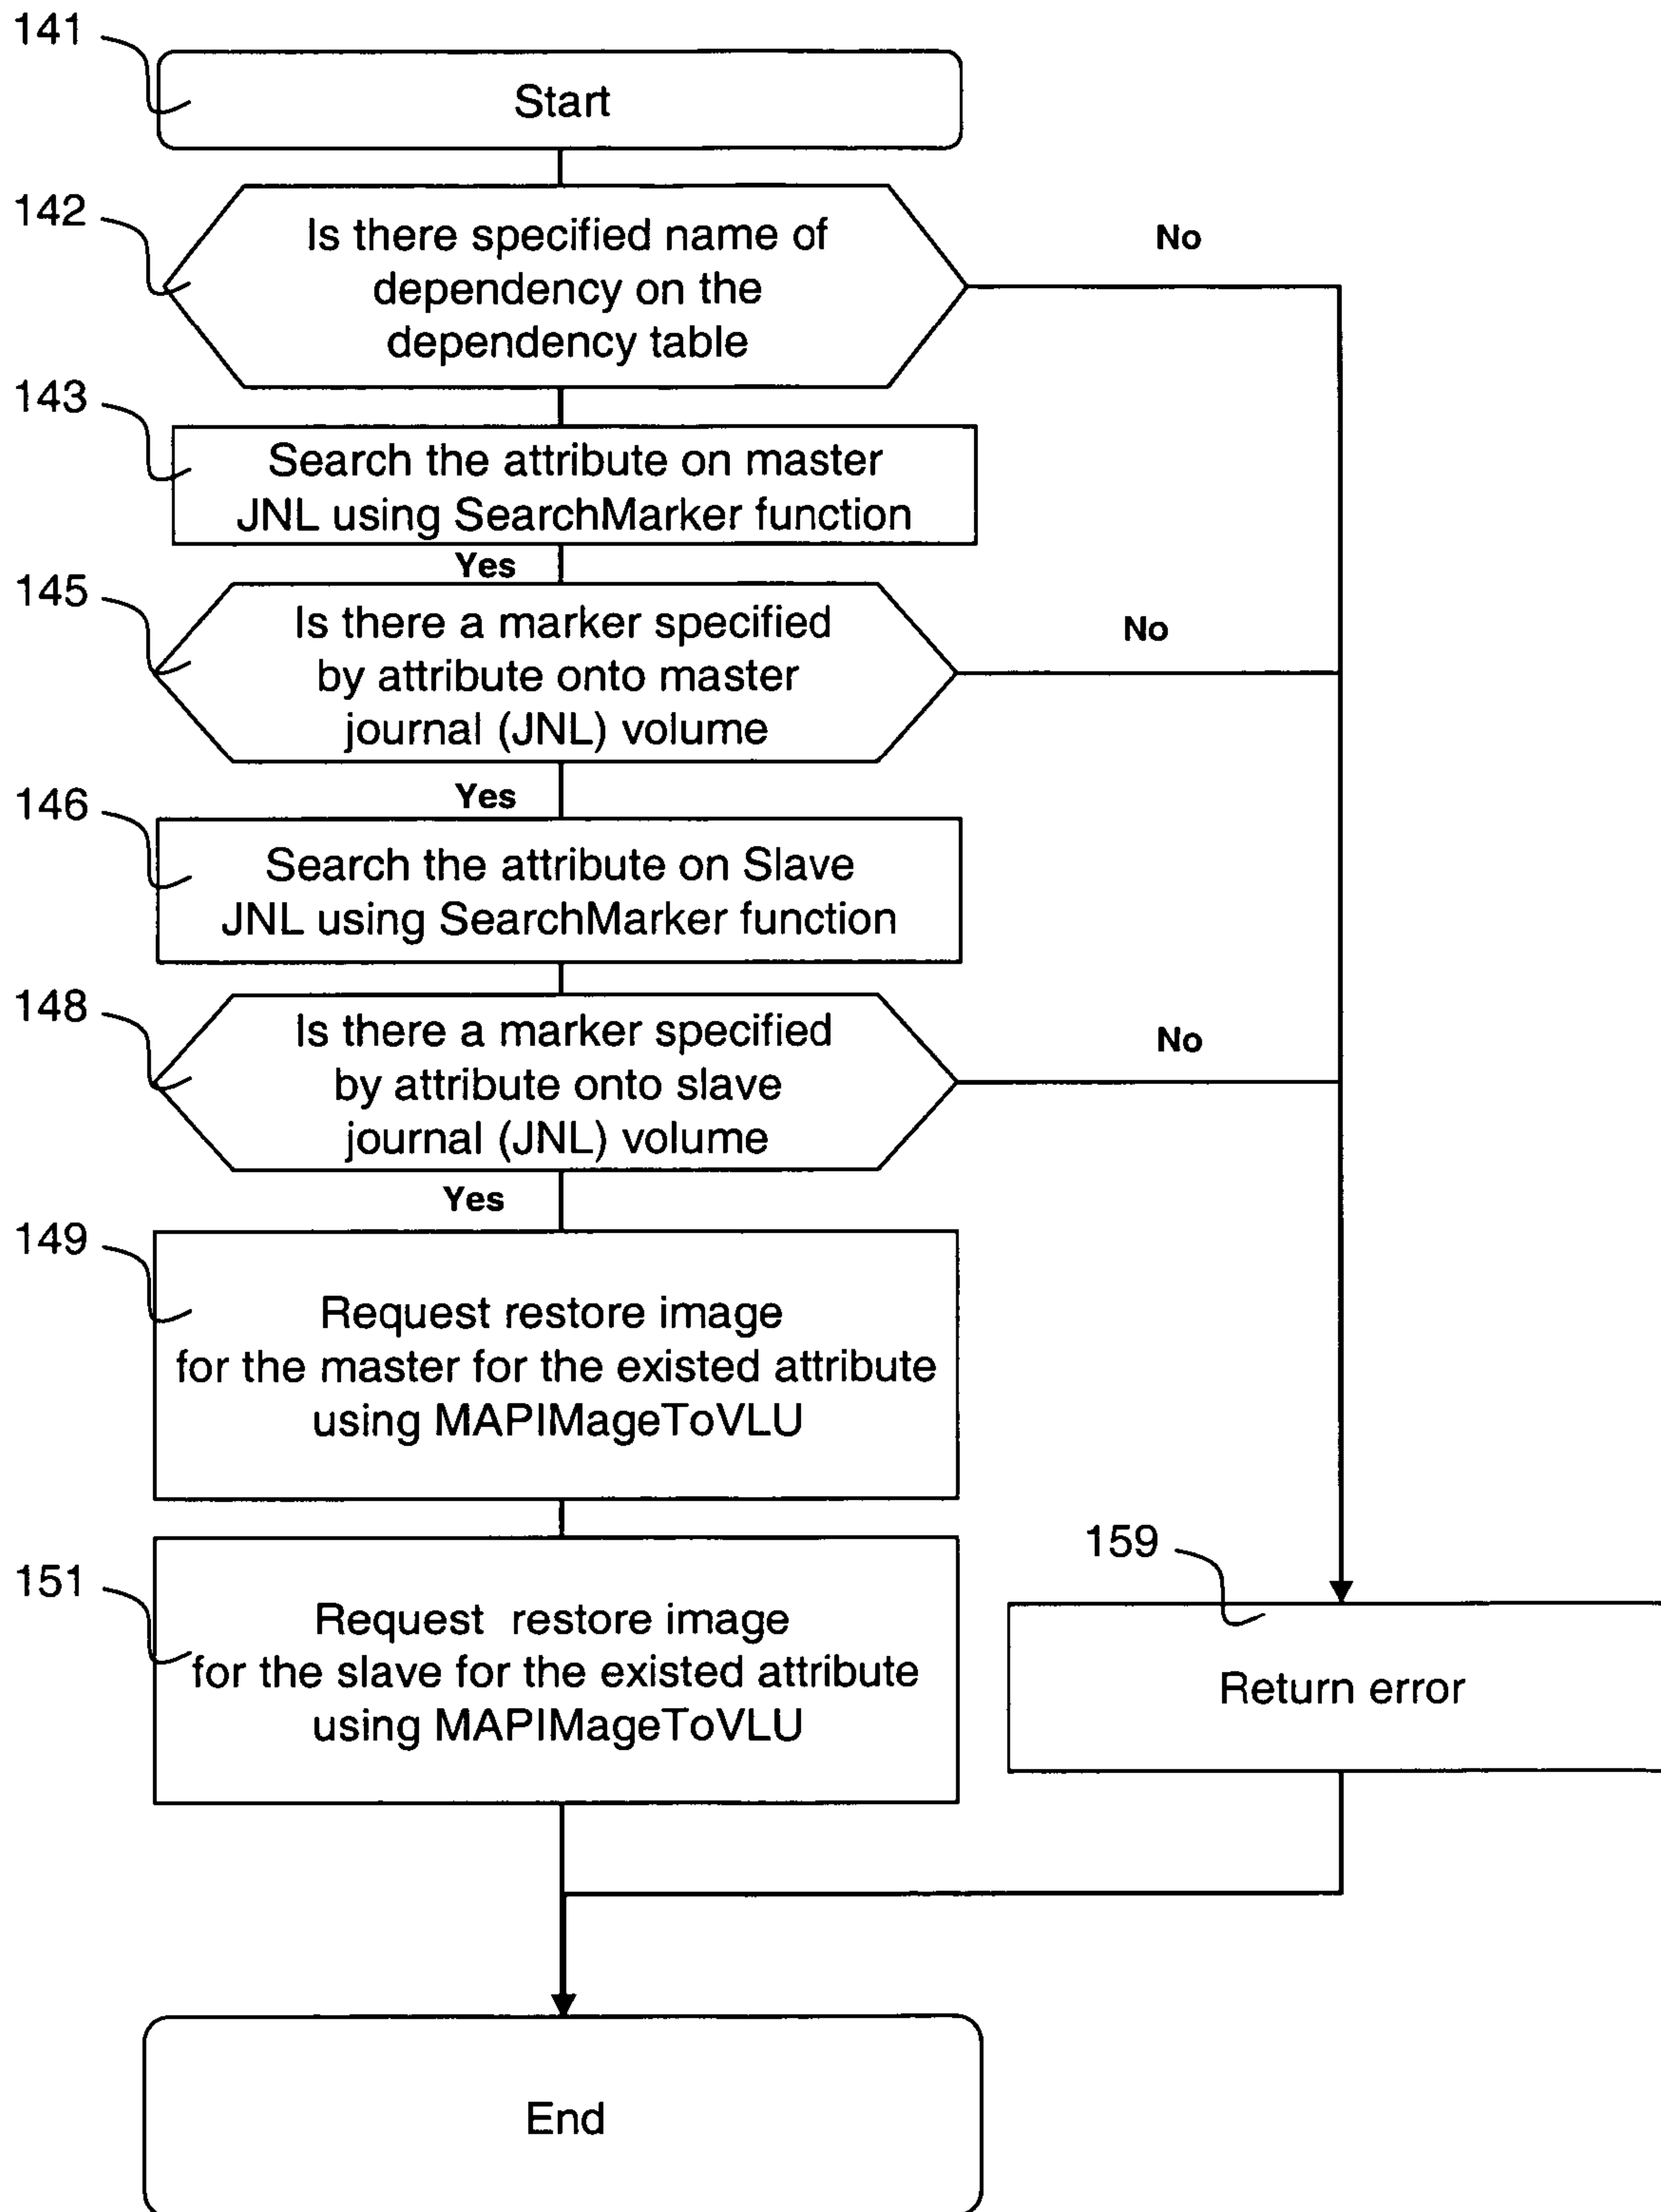 141
Start
142
Is there specified name of
dependency on the
dependency table
No
143
Search the attribute on master
JNL using SearchMarker function
Yes
145
Is there a marker specified
by attribute onto master
journal (JNL) volume
No
Yes
146
Search the attribute on Slave
JNL using SearchMarker function
148
Is there a marker specified
by attribute onto slave
journal (JNL) volume
No
Yes
149
Request restore image
for the master for the existed attribute
using MAPIMageToVLU
151
Request restore image
for the slave for the existed attribute
using MAPIMageToVLU
159
Return error
End